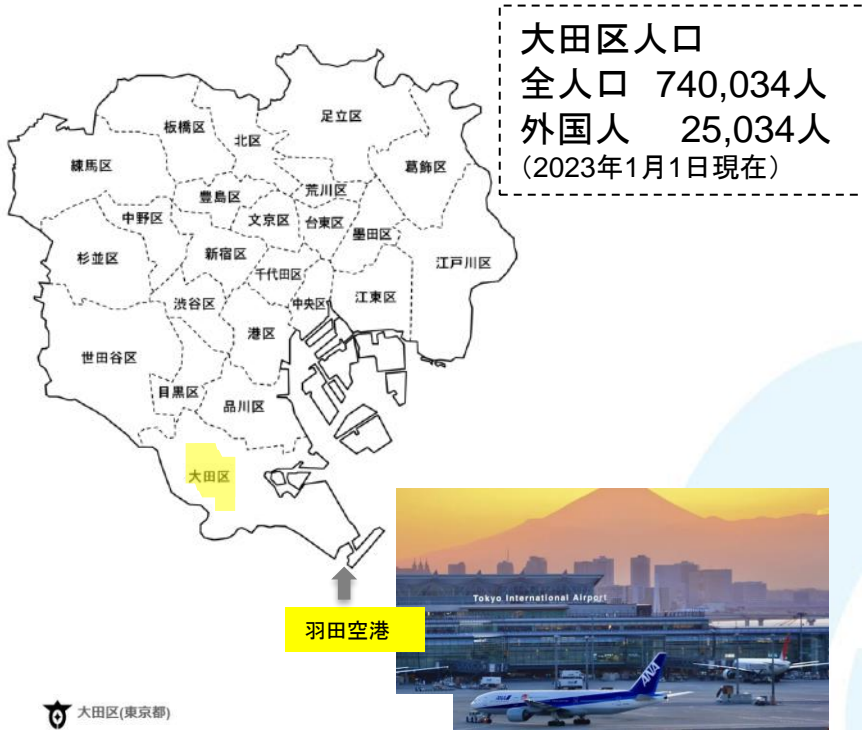 大田区人口
全人口 740,034人
外国人 25,034人
（2023年1月1日現在）
足立区
板橋区
北区
葛飾区
練馬区
荒川区
豊島区
中野区
文京区
台東区
墨田区
杉並区
新宿区
江戸川区
千代田区
渋谷区
中央区
江東区
港区
世田谷区
目黒区
品川区
大田区
羽田空港
Tokyo International Airport
ANA
ANA
大田区(東京都)